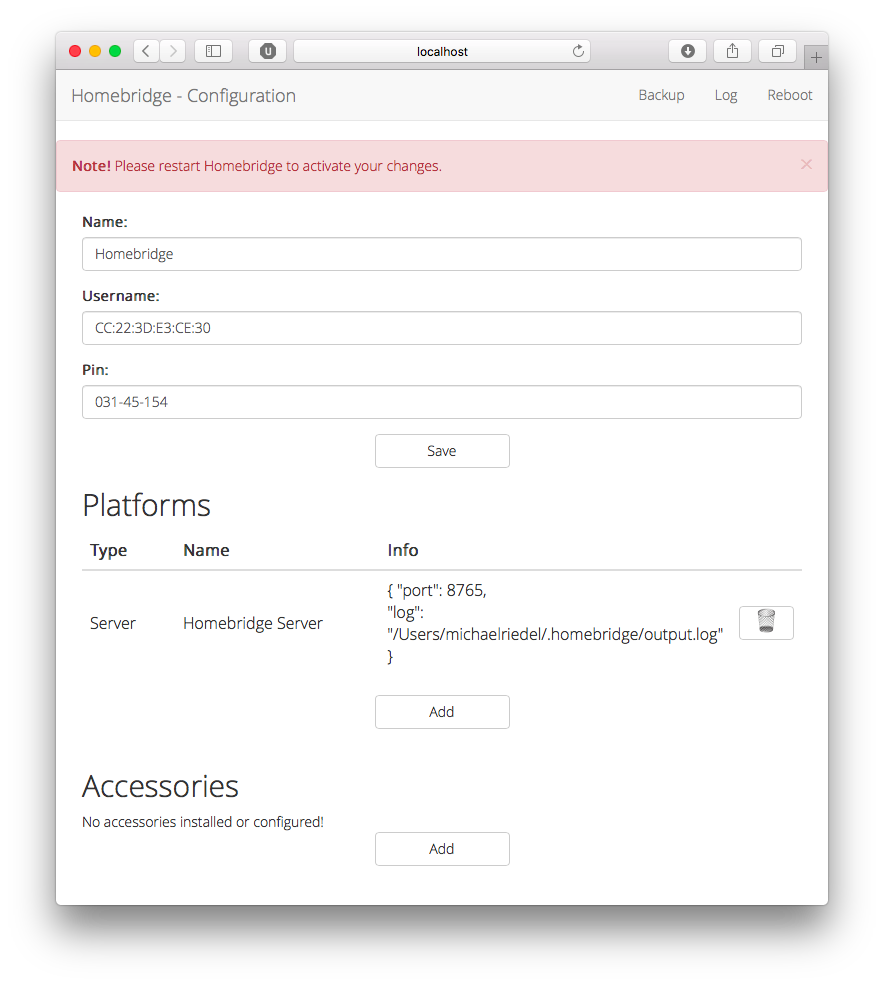 localhost
Homebridge - Configuration
Backup
Log
Reboot
Note! Please restart Homebridge to activate your changes.
Name:
Homebridge
Username:
CC:22:3D:E3:CE:30
Pin:
031-45-154
Save
Platforms
Type Name Info
Server Homebridge Server { "port": 8765,
"log":
"/Users/michaelriedel/.homebridge/output.log"
}
Add
Accessories
No accessories installed or configured!
Add